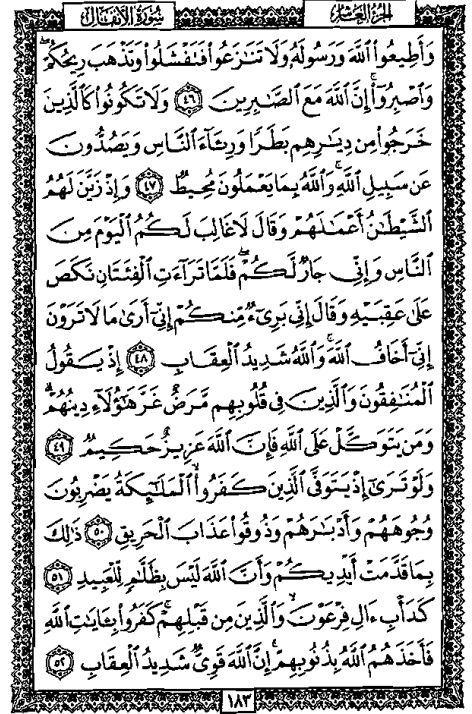 سورة الأنفال
الجزء العاشر
وَأَطِيعُوا۟ ٱللَّهَ وَرَسُولَهُۥ وَلَا تَنَٰزَعُوا۟ فَتَفْشَلُوا۟ وَتَذْهَبَ رِيحُكُمْۖ
وَٱصْبِرُوٓا۟ۚ إِنَّ ٱللَّهَ مَعَ ٱلصَّٰبِرِينَ ٤٦ وَلَا تَكُونُوا۟ كَٱلَّذِينَ
خَرَجُوا۟ مِن دِيَٰرِهِم بَطَرًا وَرِئَآءَ ٱلنَّاسِ وَيَصُدُّونَ
عَن سَبِيلِ ٱللَّهِۚ وَٱللَّهُ بِمَا يَعْمَلُونَ مُحِيطٌ ٤٧ وَإِذْ زَيَّنَ لَهُمُ
ٱلشَّيْطَٰنُ أَعْمَٰلَهُمْ وَقَالَ لَا غَالِبَ لَكُمُ ٱلْيَوْمَ مِنَ
ٱلنَّاسِ وَإِنِّى جَارٌ لَّكُمْۖ فَلَمَّا تَرَآءَتِ ٱلْفِئَتَانِ نَكَصَ
عَلَىٰ عَقِبَيْهِ وَقَالَ إِنِّى بَرِىٓءٌ مِّنكُمْ إِنِّىٓ أَرَىٰ مَا لَا تَرَوْنَ
إِنِّىٓ أَخَافُ ٱللَّهَۚ وَٱللَّهُ شَدِيدُ ٱلْعِقَابِ ٤٨ إِذْ يَقُولُ
ٱلْمُنَٰفِقُونَ وَٱلَّذِينَ فِى قُلُوبِهِم مَّرَضٌ غَرَّ هَٰٓؤُلَآءِ دِينُهُمْۗ
وَمَن يَتَوَكَّلْ عَلَى ٱللَّهِ فَإِنَّ ٱللَّهَ عَزِيزٌ حَكِيمٌ ٤٩
وَلَوْ تَرَىٰٓ إِذْ يَتَوَفَّى ٱلَّذِينَ كَفَرُوا۟ۙ ٱلْمَلَٰٓئِكَةُ يَضْرِبُونَ
وُجُوهَهُمْ وَأَدْبَٰرَهُمْ وَذُوقُوا۟ عَذَابَ ٱلْحَرِيقِ ٥٠ ذَٰلِكَ
بِمَا قَدَّمَتْ أَيْدِيكُمْ وَأَنَّ ٱللَّهَ لَيْسَ بِظَلَّٰمٍ لِّلْعَبِيدِ ٥١
كَدَأْبِ ءَالِ فِرْعَوْنَۙ وَٱلَّذِينَ مِن قَبْلِهِمْۚ كَفَرُوا۟ بِـَٔايَٰتِ ٱللَّهِ
فَأَخَذَهُمُ ٱللَّهُ بِذُنُوبِهِمْۗ إِنَّ ٱللَّهَ قَوِىٌّ شَدِيدُ ٱلْعِقَابِ ٥٢
١٨٣